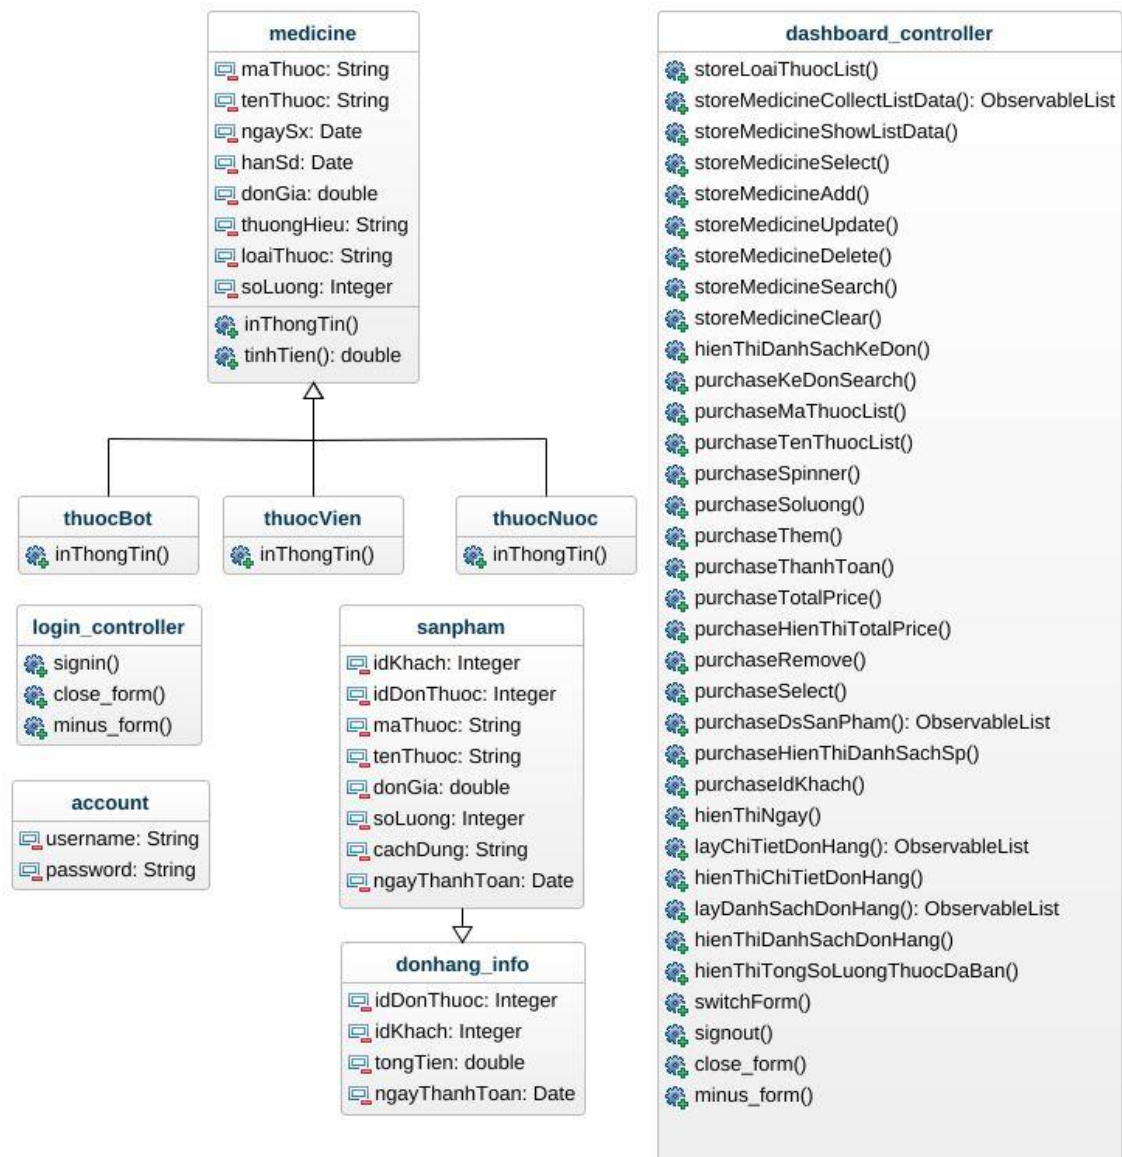 medicine
maThuoc: String
tenThuoc: String
ngaySx: Date
hanSd: Date
donGia: double
thuongHieu: String
loaiThuoc: String
soLuong: Integer
inThongTin()
tinhTien(): double
thuocBot
inThongTin()
thuocVien
inThongTin()
thuocNuoc
inThongTin()
login_controller
signin()
close_form()
minus_form()
account
username: String
password: String
sanpham
idKhach: Integer
idDonThuoc: Integer
maThuoc: String
tenThuoc: String
donGia: double
soLuong: Integer
cachDung: String
ngayThanhToan: Date
donhang_info
idDonThuoc: Integer
idKhach: Integer
tongTien: double
ngayThanhToan: Date
dashboard_controller
storeLoaiThuocList()
storeMedicineCollectListData(): ObservableList
storeMedicineShowListData()
storeMedicineSelect()
storeMedicineAdd()
storeMedicineUpdate()
storeMedicineDelete()
storeMedicineSearch()
storeMedicineClear()
hienThiDanhSachKeDon()
purchaseKeDonSearch()
purchaseMaThuocList()
purchaseTenThuocList()
purchaseSpinner()
purchaseSoluong()
purchaseThem()
purchaseThanhToan()
purchaseTotalPrice()
purchaseHienThiTotalPrice()
purchaseRemove()
purchaseSelect()
purchaseDsSanPham(): ObservableList
purchaseHienThiDanhSachSp()
purchaseIdKhach()
hienThiNgay()
layChiTietDonHang(): ObservableList
hienThiChiTietDonHang()
layDanhSachDonHang(): ObservableList
hienThiDanhSachDonHang()
hienThiTongSoLuongThuocDaBan()
switchForm()
signout()
close_form()
minus_form()